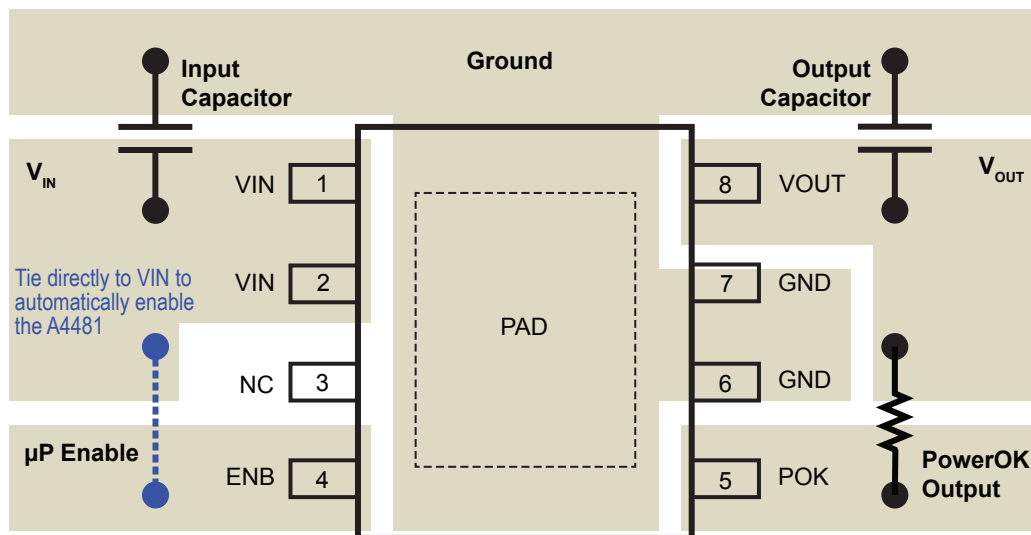 Ground
Input
Capacitor
Output
Capacitor
VIN
VOUT
VIN 1
8 VOUT
Tie directly to VIN to
automatically enable
the A4481
VIN 2
7 GND
PAD
NC 3
6 GND
µP Enable
ENB 4
5 POK
PowerOK
Output